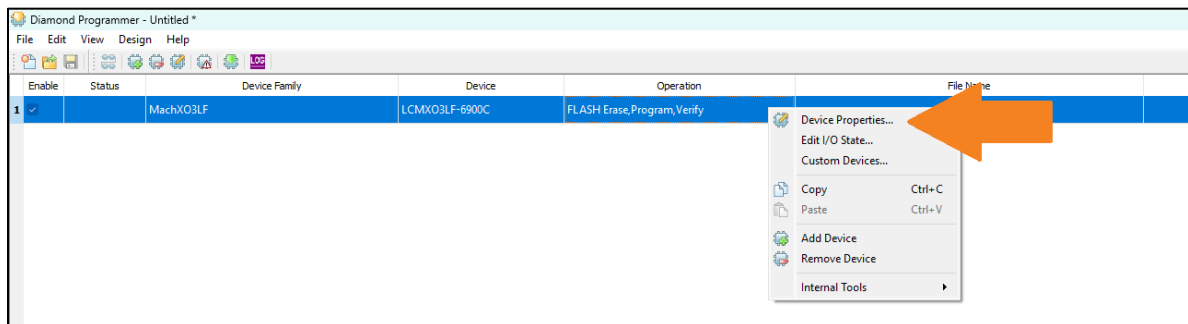 Diamond Programmer - Untitled *
File Edit View Design Help
LOG
Enable Status Device Family Device Operation File Name
1 MachXO3LF LCMXO3LF-6900C FLASH Erase,Program,Verify
Device Properties...
Edit I/O State...
Custom Devices...
Copy Ctrl+C
Paste Ctrl+V
Add Device
Remove Device
Internal Tools